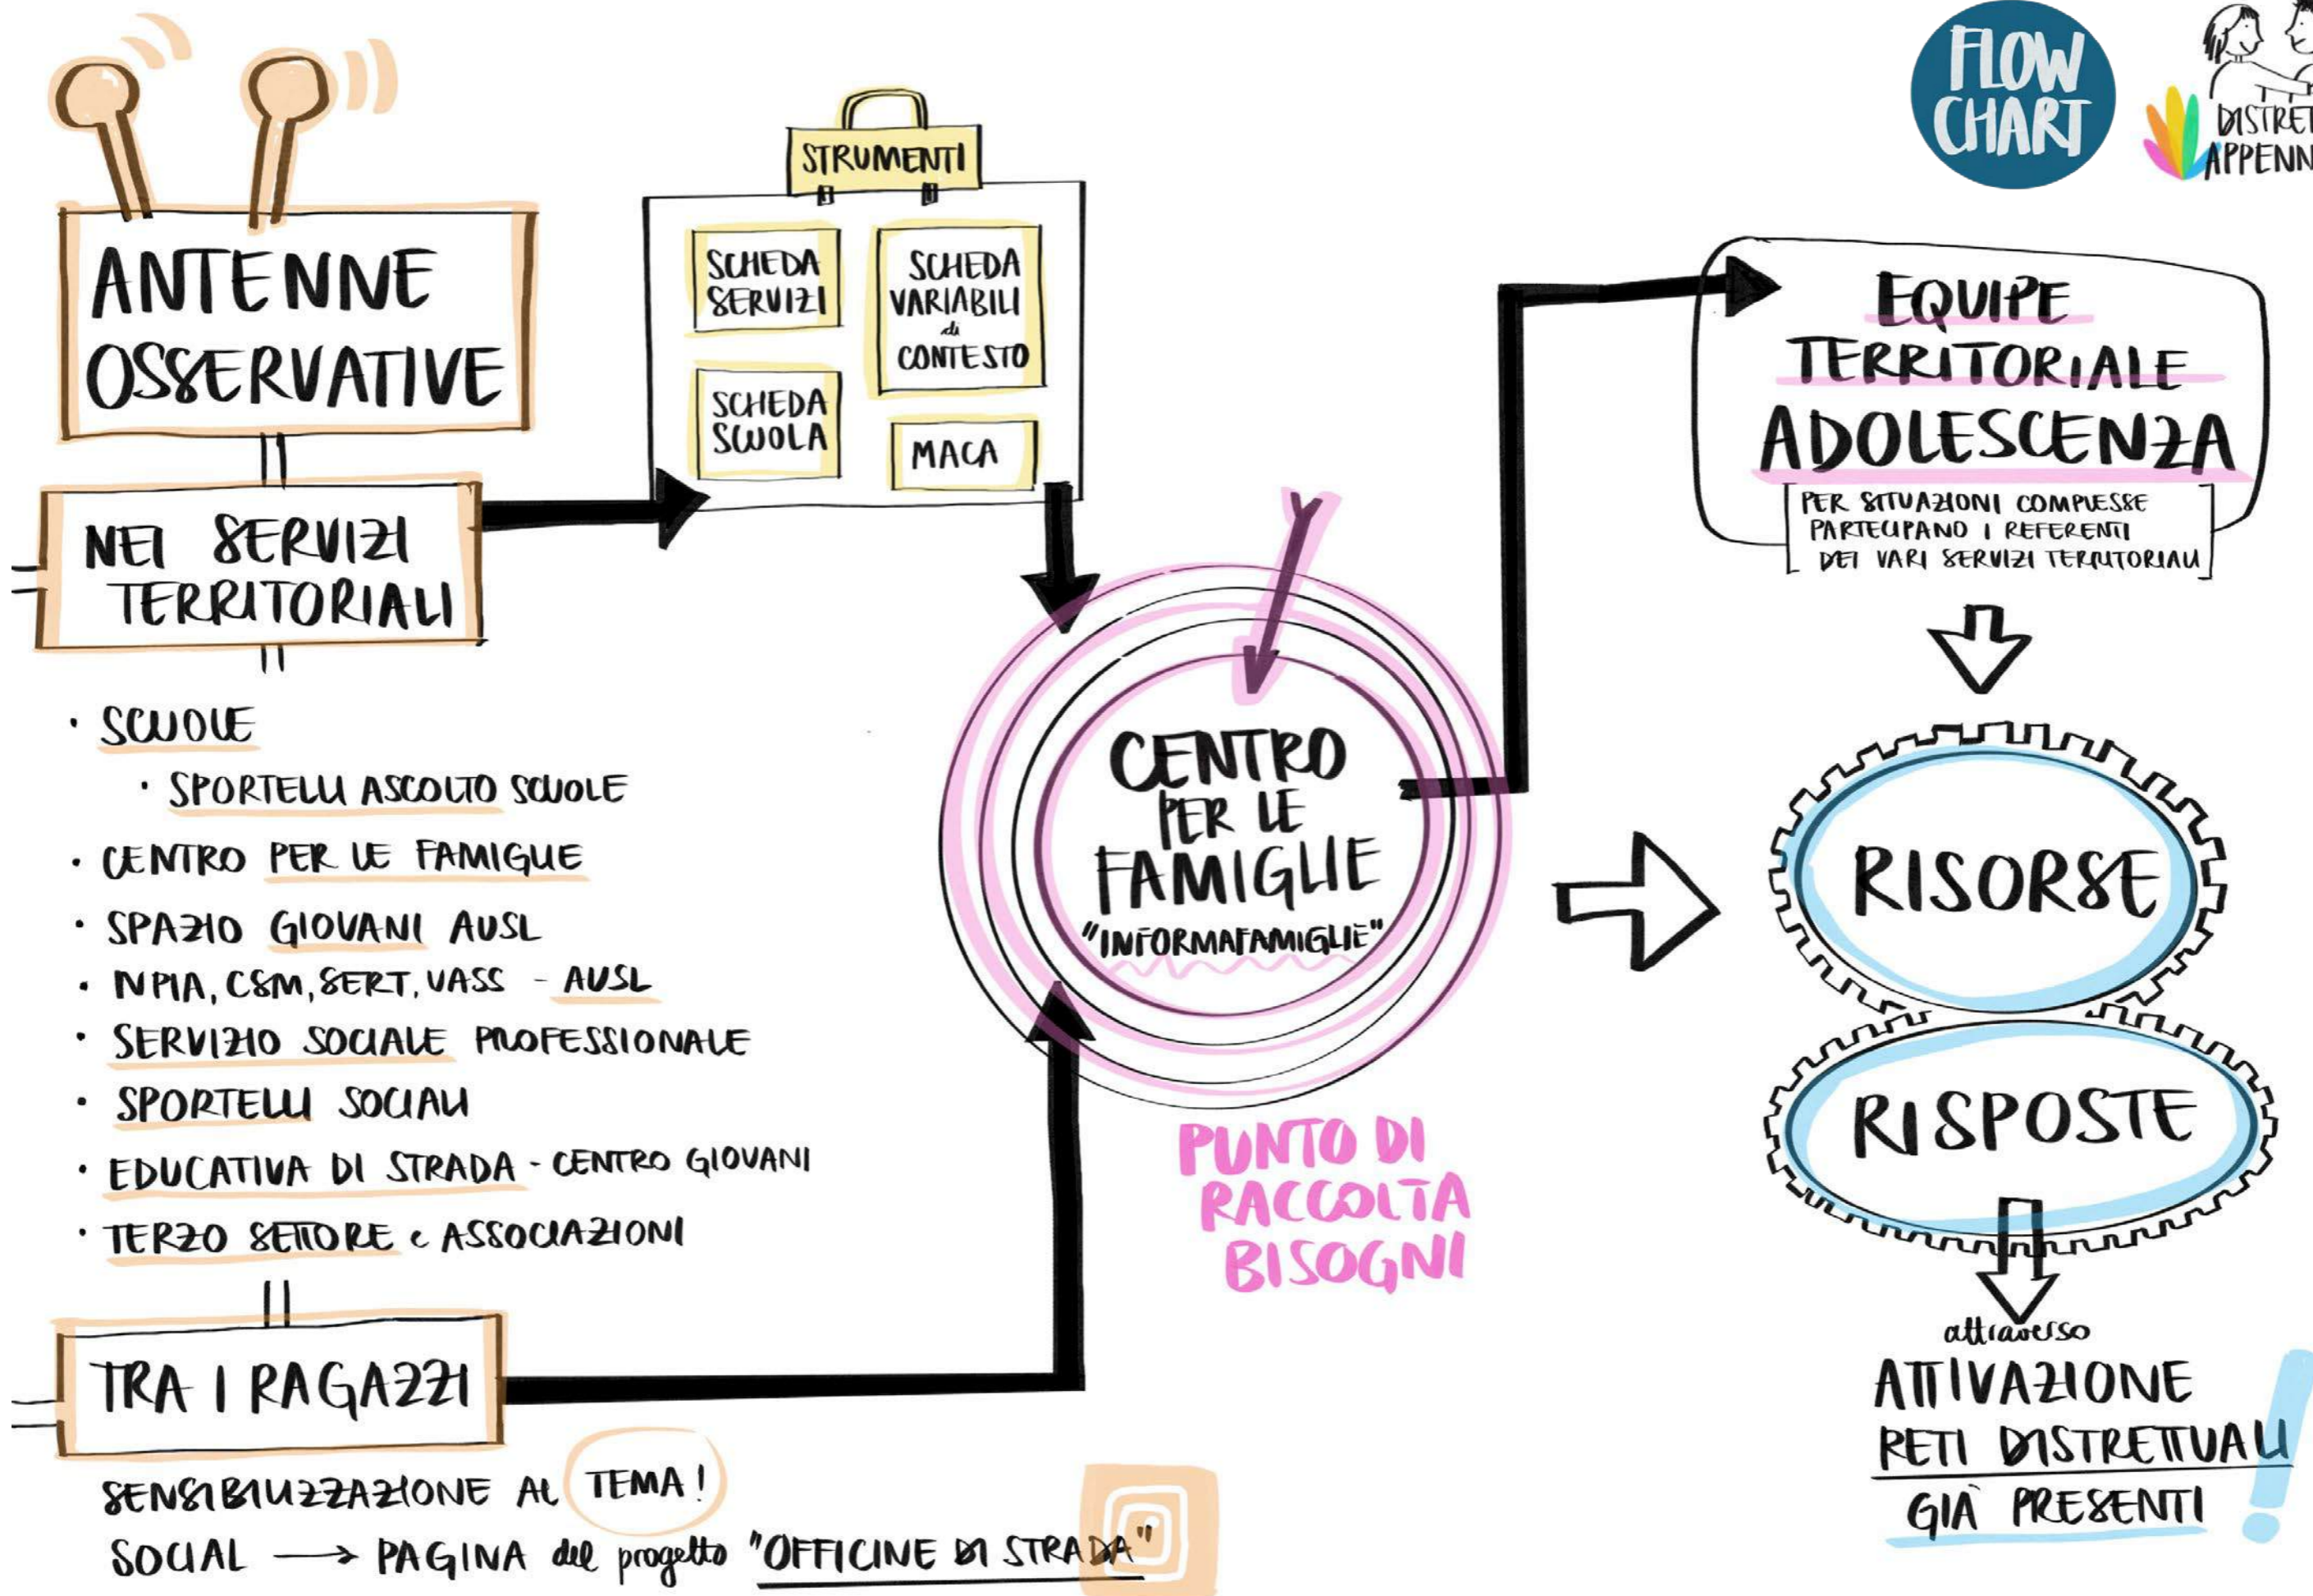 FLOW
CHART
ANTENNE
OSSERVATIVE
NEI SERVIZI
TERRITORIALI
· SCUOLE
· SPORTELLI ASCOLTO SCUOLE
· CENTRO PER LE FAMIGLIE
· SPAZIO GIOVANI AUSL
· NPIA, CSM, SERT, UASS - AUSL
· SERVIZIO SOCIALE PROFESSIONALE
· SPORTELLI SOCIALI
· EDUCATIVA DI STRADA - CENTRO GIOVANI
· TERZO SETTORE e ASSOCIAZIONI
TRA I RAGAZZI
SENSIBILIZZAZIONE AL TEMA!
SOCIAL → PAGINA del progetto "OFFICINE DI STRADA"
STRUMENTI
SCHEDA
SERVIZI
SCHEDA
VARIABILI
di
CONTESTO
SCHEDA
SCUOLA
MACA
CENTRO
PER LE
FAMIGLIE
"INFORMAFAMIGLIE"
PUNTO DI
RACCOLTA
BISOGNI
EQUIPE
TERRITORIALE
ADOLESCENZA
PER SITUAZIONI COMPLESSE
PARTECIPANO I REFERENTI
DEI VARI SERVIZI TERRITORIALI
RISORSE
RISPOSTE
attraverso
ATTIVAZIONE
RETI DISTRETTUALI
GIÀ PRESENTI